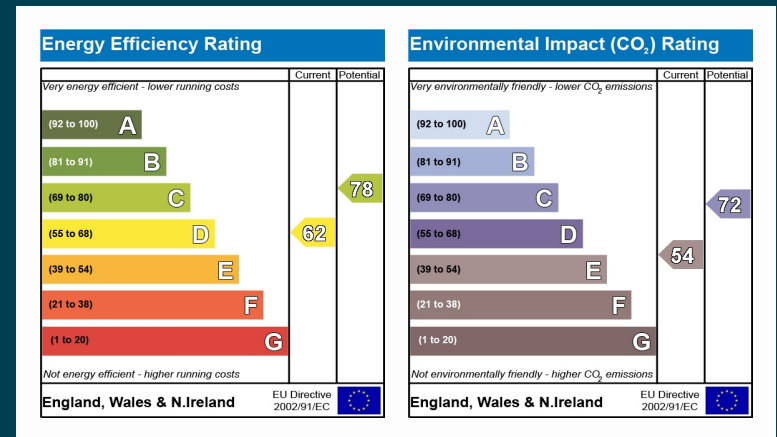 Energy Efficiency Rating
Current Potential
Very energy efficient - lower running costs
(92 to 100) A
(81 to 91) B
(69 to 80) C
78
(55 to 68) D
62
(39 to 54) E
(21 to 38) F
(1 to 20) G
Not energy efficient - higher running costs
England, Wales & N.Ireland
EU Directive
2002/91/EC
Environmental Impact (CO₂) Rating
Current Potential
Very environmentally friendly - lower CO₂ emissions
(92 to 100) A
(81 to 91) B
(69 to 80) C
72
(55 to 68) D
54
(39 to 54) E
(21 to 38) F
(1 to 20) G
Not environmentally friendly - higher CO₂ emissions
England, Wales & N.Ireland
EU Directive
2002/91/EC